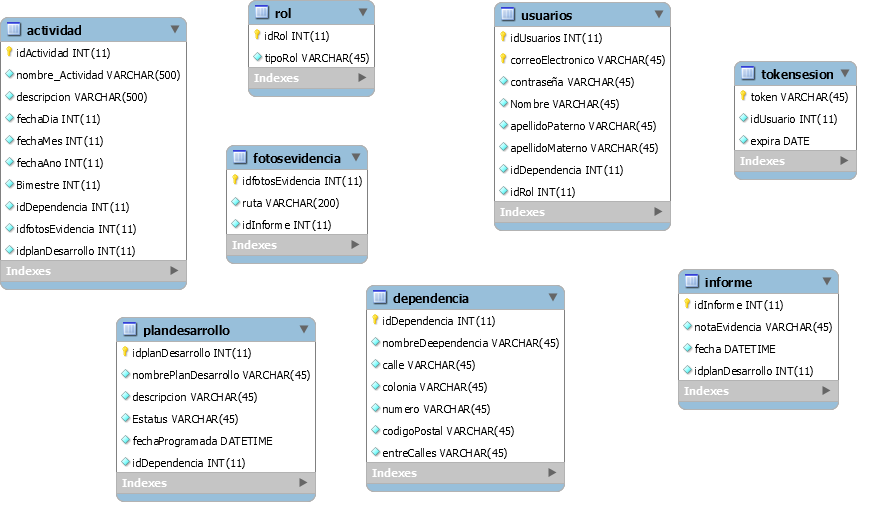 actividad
idActividad INT(11)
nombre_Actividad VARCHAR(500)
descripcion VARCHAR(500)
fechaDia INT(11)
fechaMes INT(11)
fechaAno INT(11)
Bimestre INT(11)
idDependencia INT(11)
idfotosEvidencia INT(11)
idplanDesarrollo INT(11)
Indexes
rol
idRol INT(11)
tipoRol VARCHAR(45)
Indexes
fotosevidencia
idfotosEvidencia INT(11)
ruta VARCHAR(200)
idInforme INT(11)
Indexes
usuarios
idUsuarios INT(11)
correoElectronico VARCHAR(45)
contraseña VARCHAR(45)
Nombre VARCHAR(45)
apellidoPaterno VARCHAR(45)
apellidoMaterno VARCHAR(45)
idDependencia INT(11)
idRol INT(11)
Indexes
tokensesion
token VARCHAR(45)
idUsuario INT(11)
expira DATE
Indexes
plandesarrollo
idplanDesarrollo INT(11)
nombrePlanDesarrollo VARCHAR(45)
descripcion VARCHAR(45)
Estatus VARCHAR(45)
fechaProgramada DATETIME
idDependencia INT(11)
Indexes
dependencia
idDependencia INT(11)
nombreDeependencia VARCHAR(45)
calle VARCHAR(45)
colonia VARCHAR(45)
numero VARCHAR(45)
codigoPostal VARCHAR(45)
entreCalles VARCHAR(45)
Indexes
informe
idInforme INT(11)
notaEvidencia VARCHAR(45)
fecha DATETIME
idplanDesarrollo INT(11)
Indexes